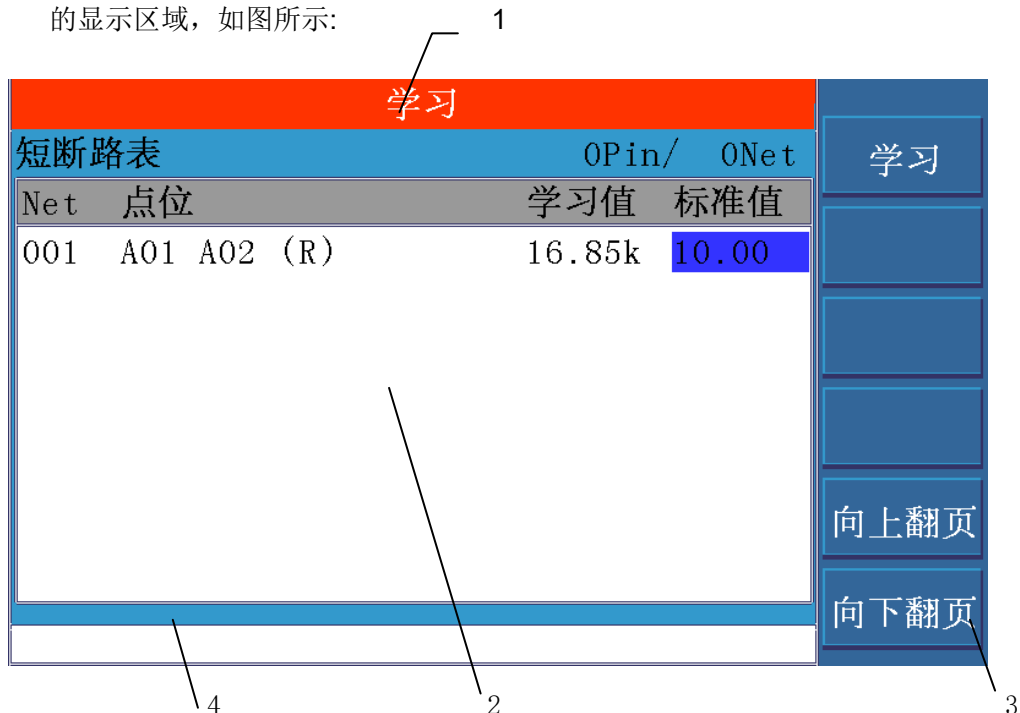 的显示区域，如图所示:
1
学习
短断路表 0Pin/ 0Net
Net 点位 学习值 标准值
001 A01 A02 (R) 16.85k 10.00
学习
向上翻页
向下翻页
4
2
3